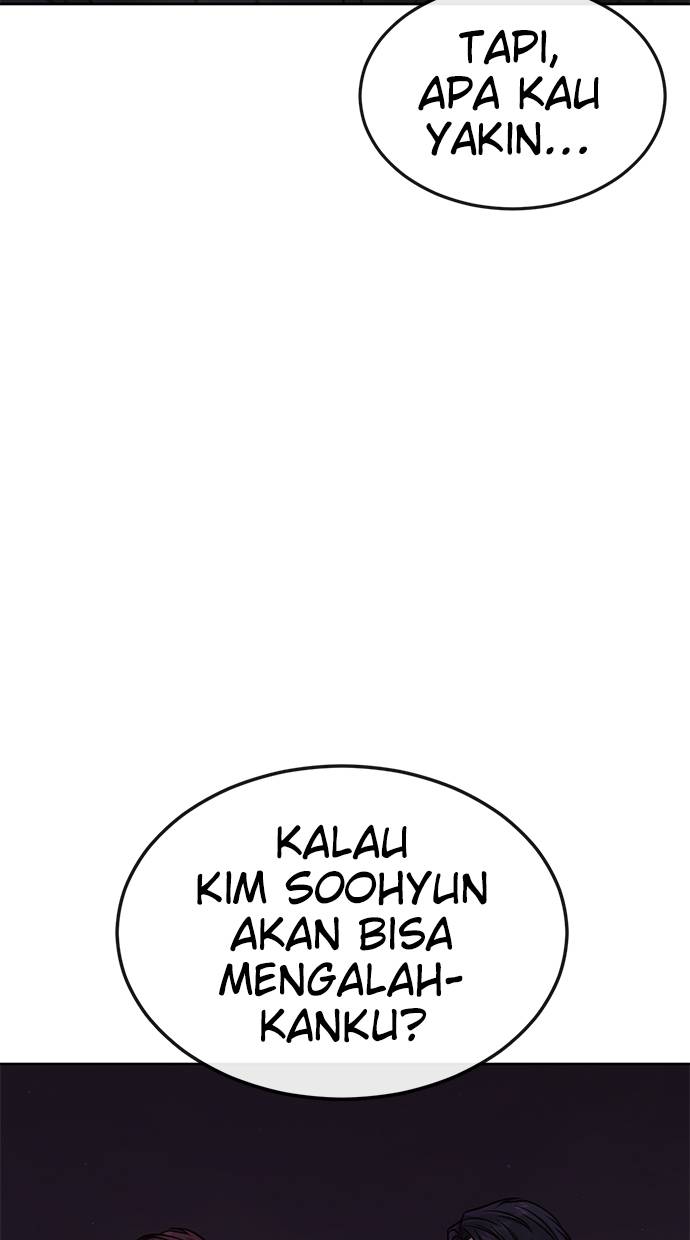 TAPI,
APA KAU
YAKIN...
KALAU
KIM SOOHYUN
AKAN BISA
MENGALAH-
KANKU?